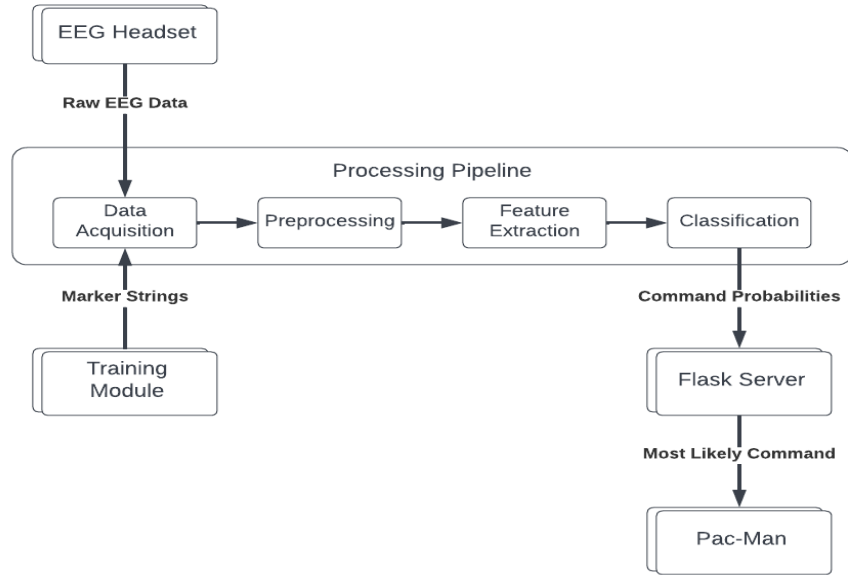 EEG Headset
Raw EEG Data
Processing Pipeline
Data
Acquisition
Preprocessing
Feature
Extraction
Classification
Marker Strings
Command Probabilities
Training
Module
Flask Server
Most Likely Command
Pac-Man